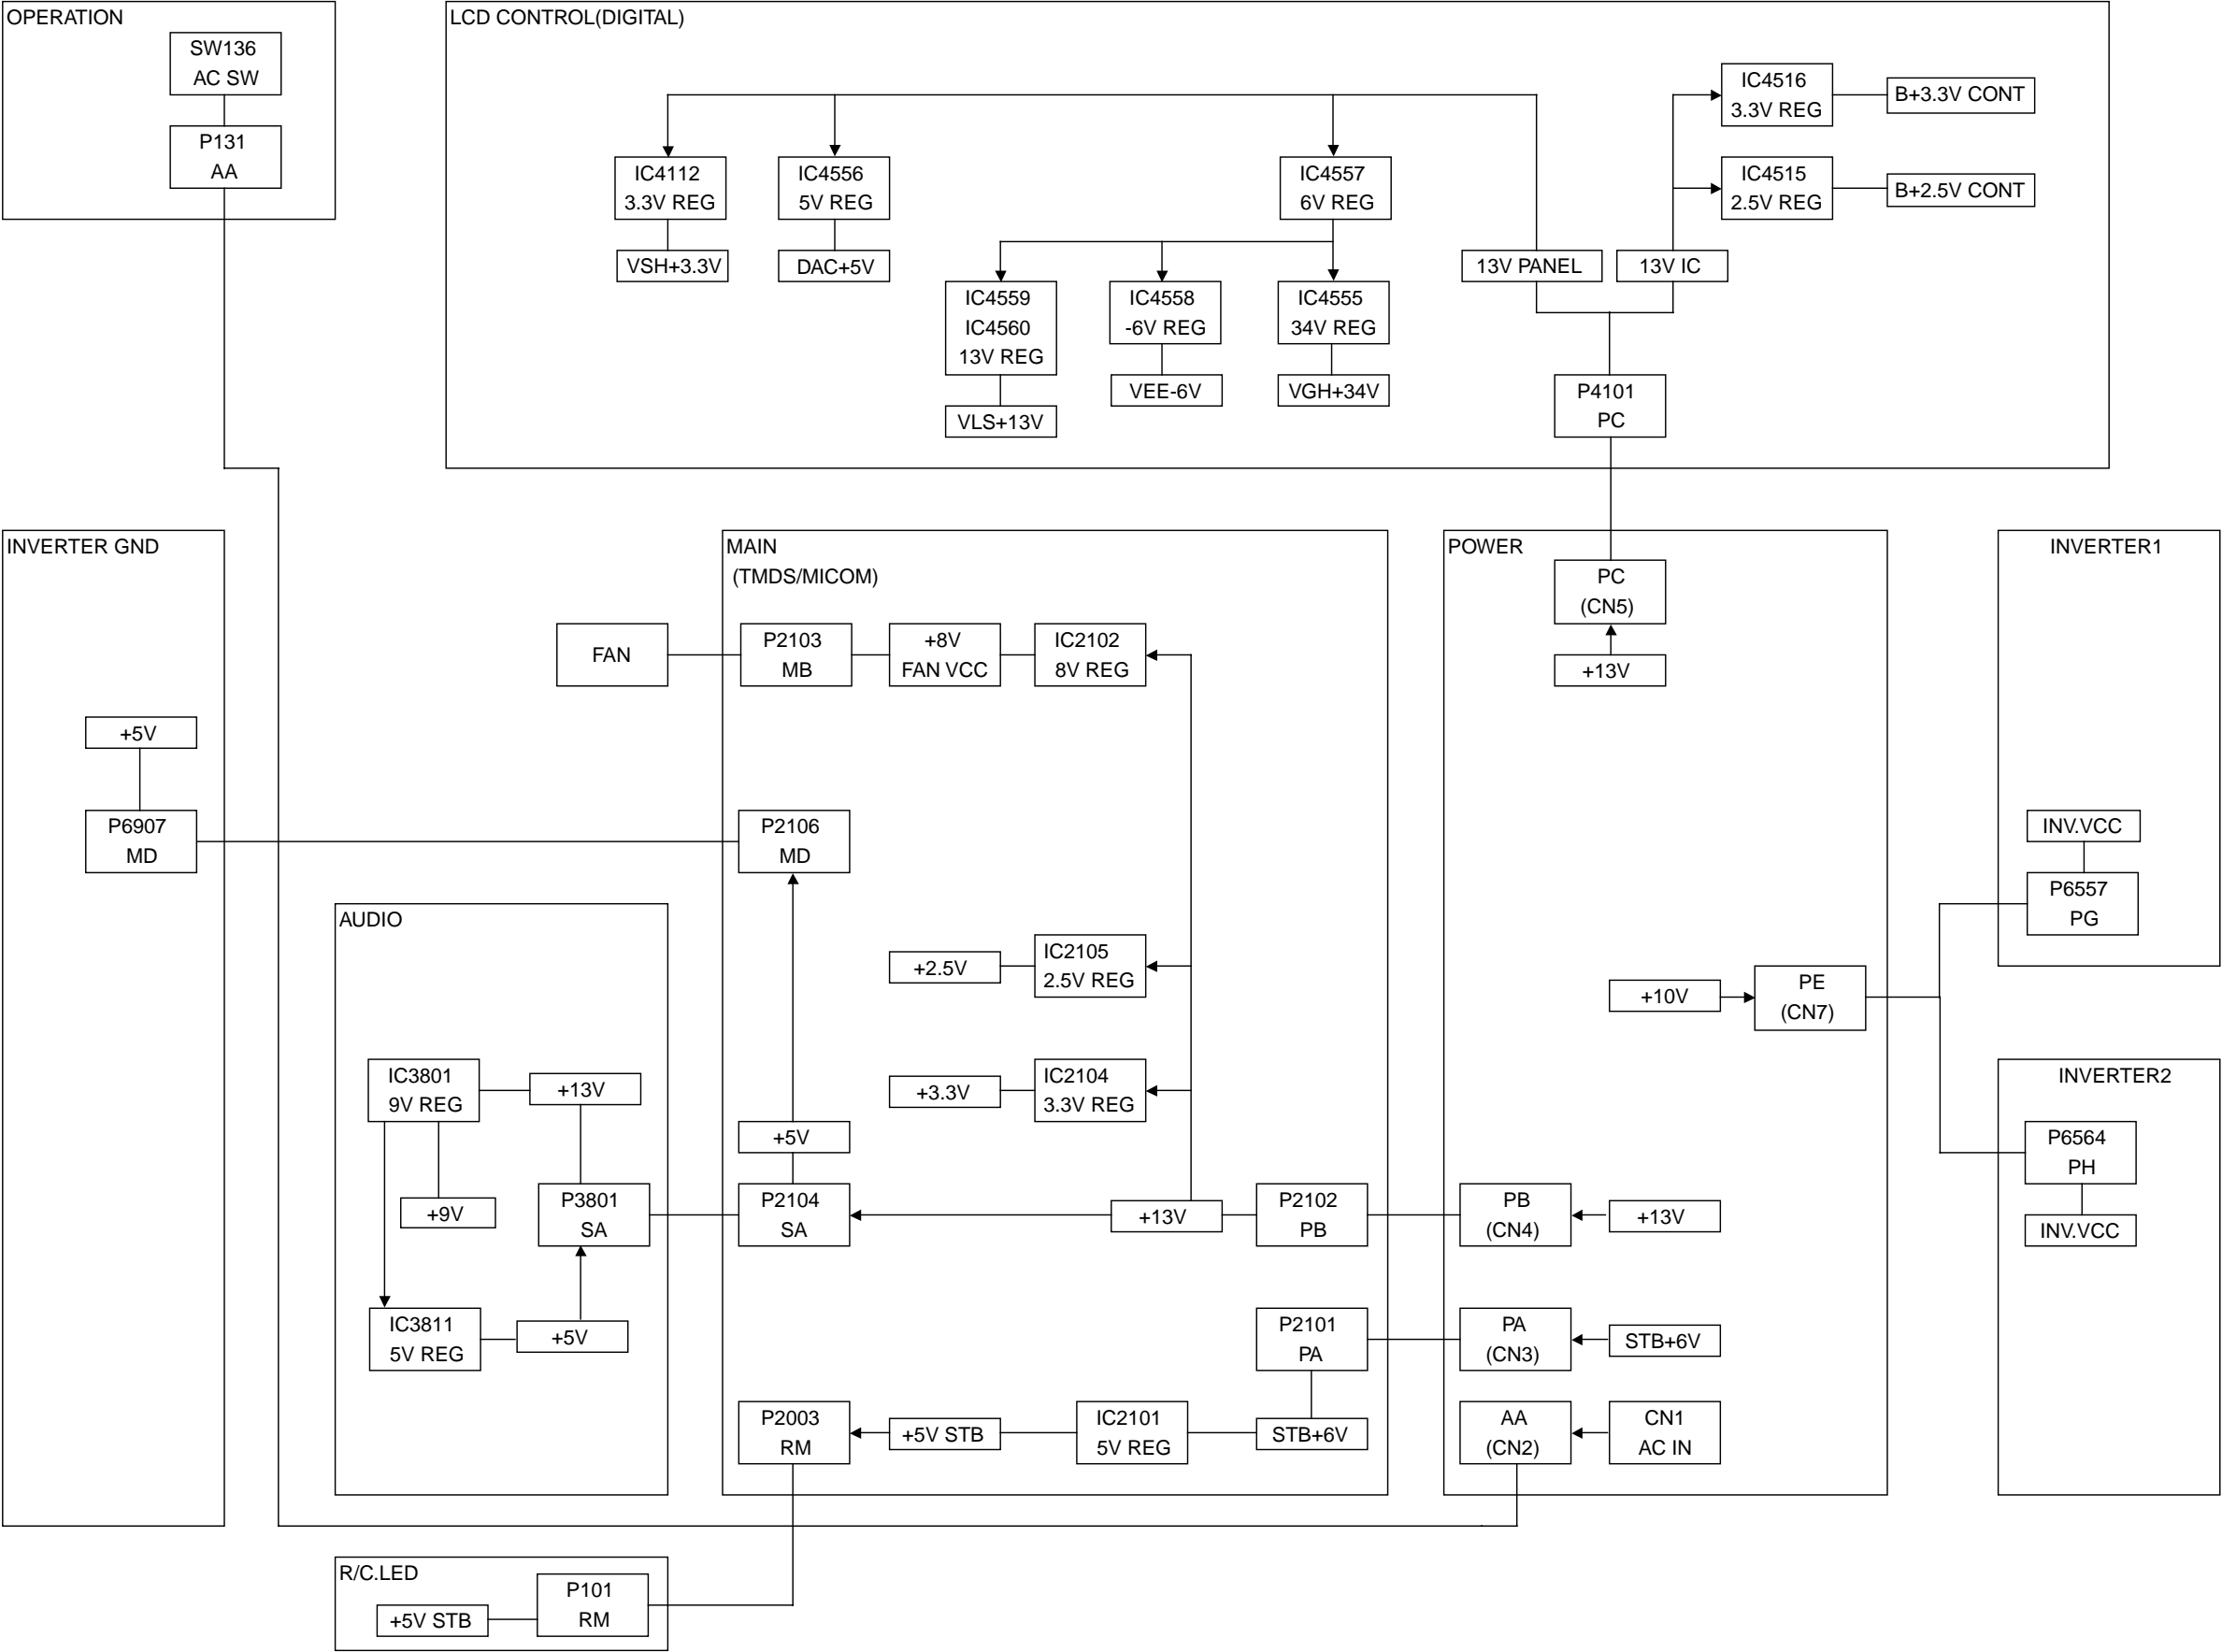 OPERATION
SW136
AC SW
P131
AA
LCD CONTROL(DIGITAL)
IC4516
3.3V REG
B+3.3V CONT
IC4112
3.3V REG
IC4556
5V REG
IC4557
6V REG
IC4515
2.5V REG
B+2.5V CONT
VSH+3.3V
DAC+5V
13V PANEL
13V IC
IC4559
IC4560
13V REG
IC4558
-6V REG
IC4555
34V REG
VLS+13V
VEE-6V
VGH+34V
P4101
PC
INVERTER GND
+5V
P6907
MD
MAIN
(TMDS/MICOM)
FAN
P2103
MB
+8V
FAN VCC
IC2102
8V REG
P2106
MD
+2.5V
IC2105
2.5V REG
+3.3V
IC2104
3.3V REG
+5V
P2104
SA
+13V
P2102
PB
P2101
PA
P2003
RM
+5V STB
IC2101
5V REG
STB+6V
AUDIO
IC3801
9V REG
+13V
+9V
P3801
SA
IC3811
5V REG
+5V
POWER
PC
(CN5)
+13V
+10V
PE
(CN7)
PB
(CN4)
+13V
PA
(CN3)
STB+6V
AA
(CN2)
CN1
AC IN
INVERTER1
INV.VCC
P6557
PG
INVERTER2
P6564
PH
INV.VCC
R/C.LED
P101
RM
+5V STB